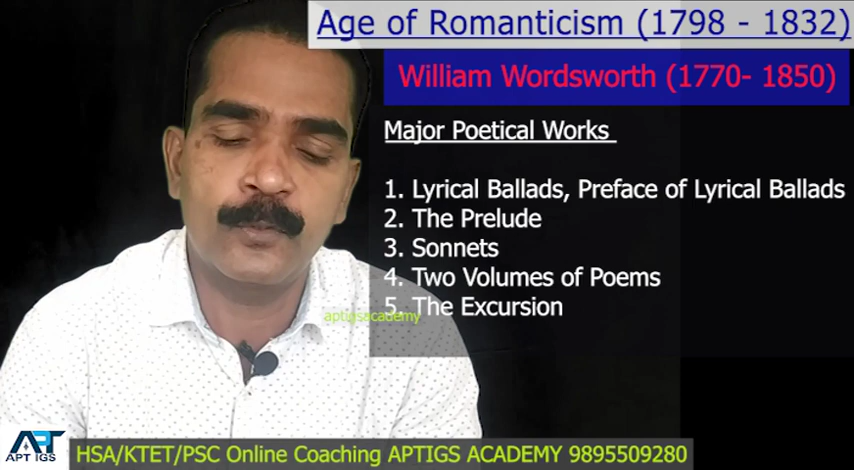 Age of Romanticism (1798 - 1832)
William Wordsworth (1770- 1850)
Major Poetical Works
1. Lyrical Ballads, Preface of Lyrical Ballads
2. The Prelude
3. Sonnets
4. Two Volumes of Poems
5. The Excursion
aptigsacademy
APT
APT IGS
HSA/KTET/PSC Online Coaching APTIGS ACADEMY 9895509280